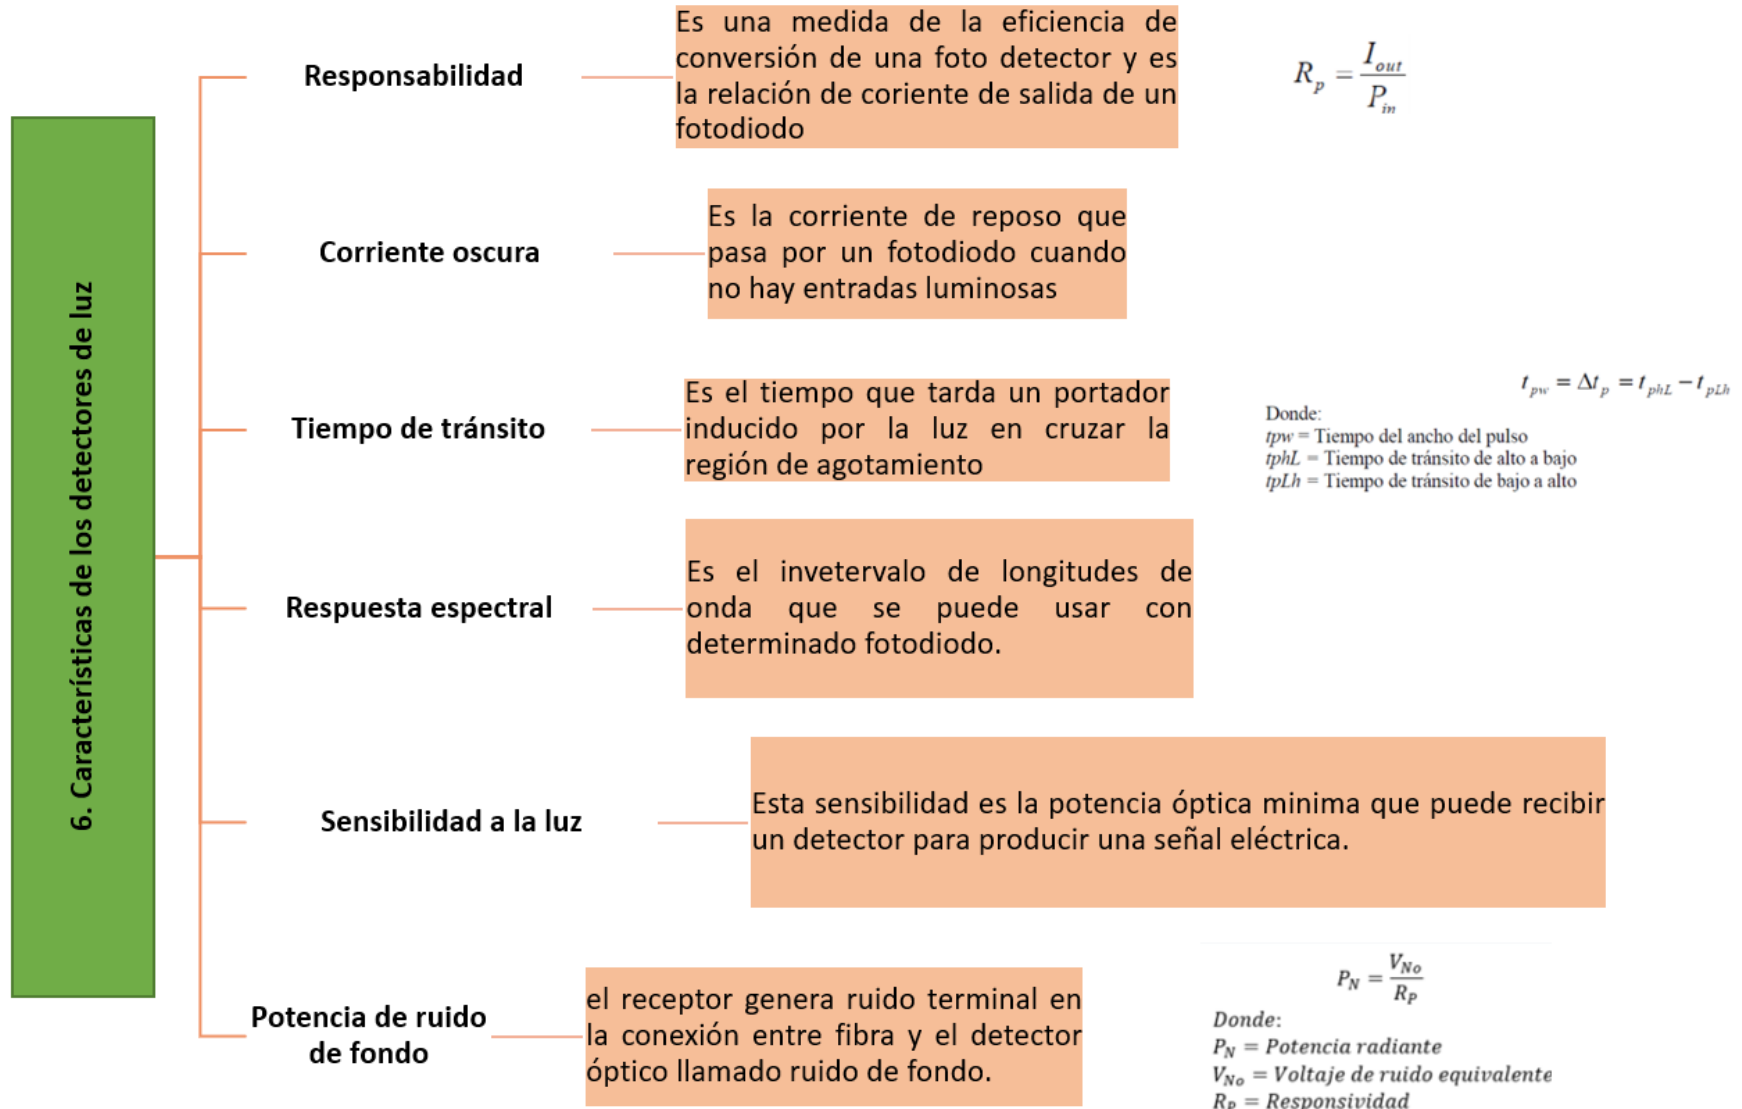 6. Características de los detectores de luz
Responsabilidad
Es una medida de la eficiencia de
conversión de una foto detector y es
la relación de coriente de salida de un
fotodiodo
R_p = I_out / P_in
Corriente oscura
Es la corriente de reposo que
pasa por un fotodiodo cuando
no hay entradas luminosas
Tiempo de tránsito
Es el tiempo que tarda un portador
inducido por la luz en cruzar la
región de agotamiento
t_pw = Δt_p = t_phL − t_pLh
Donde:
tpw = Tiempo del ancho del pulso
tphL = Tiempo de tránsito de alto a bajo
tpLh = Tiempo de tránsito de bajo a alto
Respuesta espectral
Es el invetervalo de longitudes de
onda que se puede usar con
determinado fotodiodo.
Sensibilidad a la luz
Esta sensibilidad es la potencia óptica minima que puede recibir
un detector para producir una señal eléctrica.
Potencia de ruido
de fondo
el receptor genera ruido terminal en
la conexión entre fibra y el detector
óptico llamado ruido de fondo.
P_N = V_No / R_P
Donde:
P_N = Potencia radiante
V_No = Voltaje de ruido equivalente
R_P = Responsividad